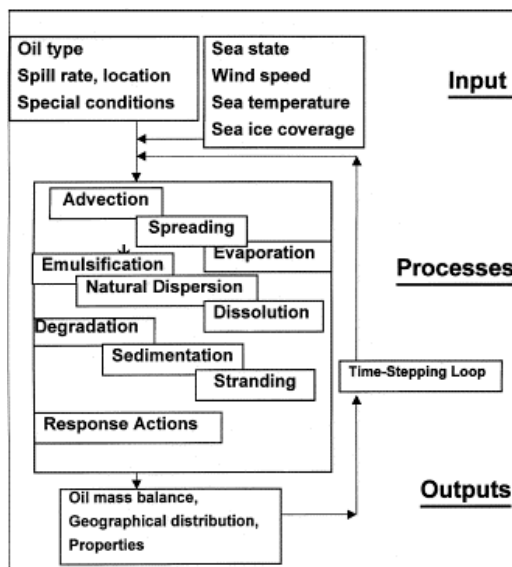 Oil type
Spill rate, location
Special conditions
Sea state
Wind speed
Sea temperature
Sea ice coverage
Input
Advection
Spreading
Evaporation
Emulsification
Natural Dispersion
Dissolution
Degradation
Sedimentation
Stranding
Response Actions
Processes
Time-Stepping Loop
Oil mass balance,
Geographical distribution,
Properties
Outputs